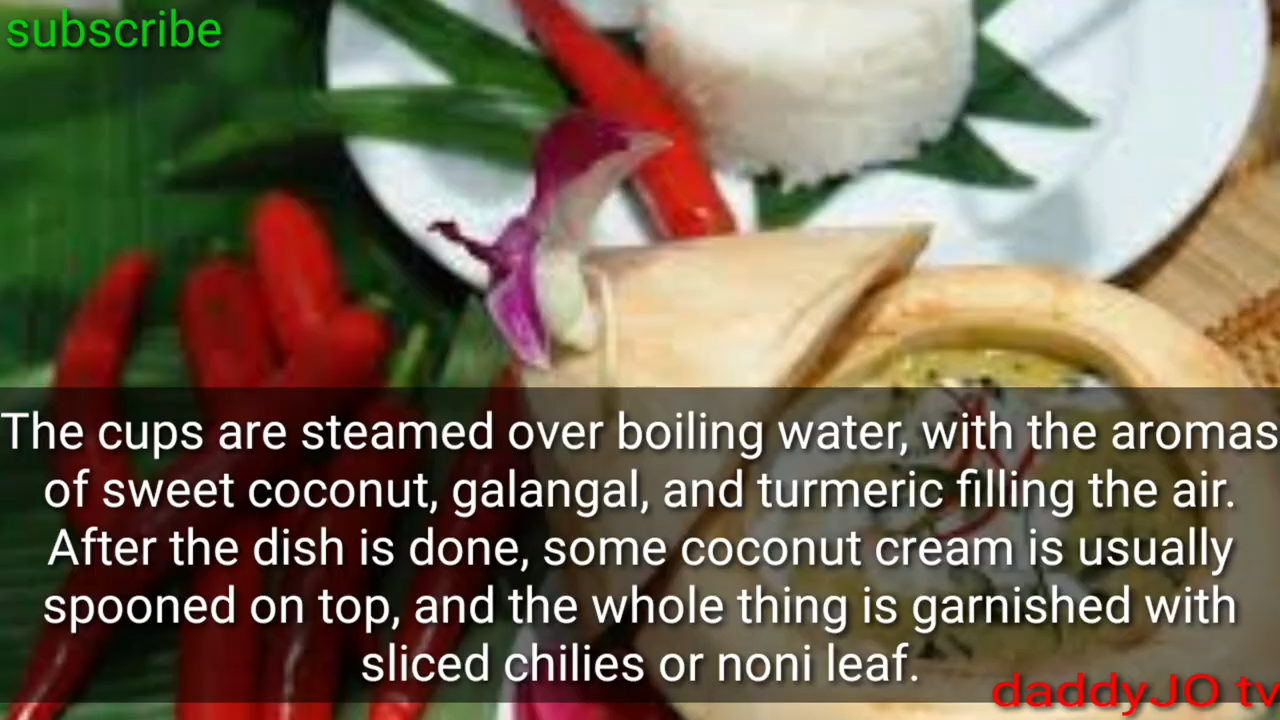 subscribe
The cups are steamed over boiling water, with the aromas
of sweet coconut, galangal, and turmeric filling the air.
After the dish is done, some coconut cream is usually
spooned on top, and the whole thing is garnished with
sliced chilies or noni leaf.
daddyJO tv